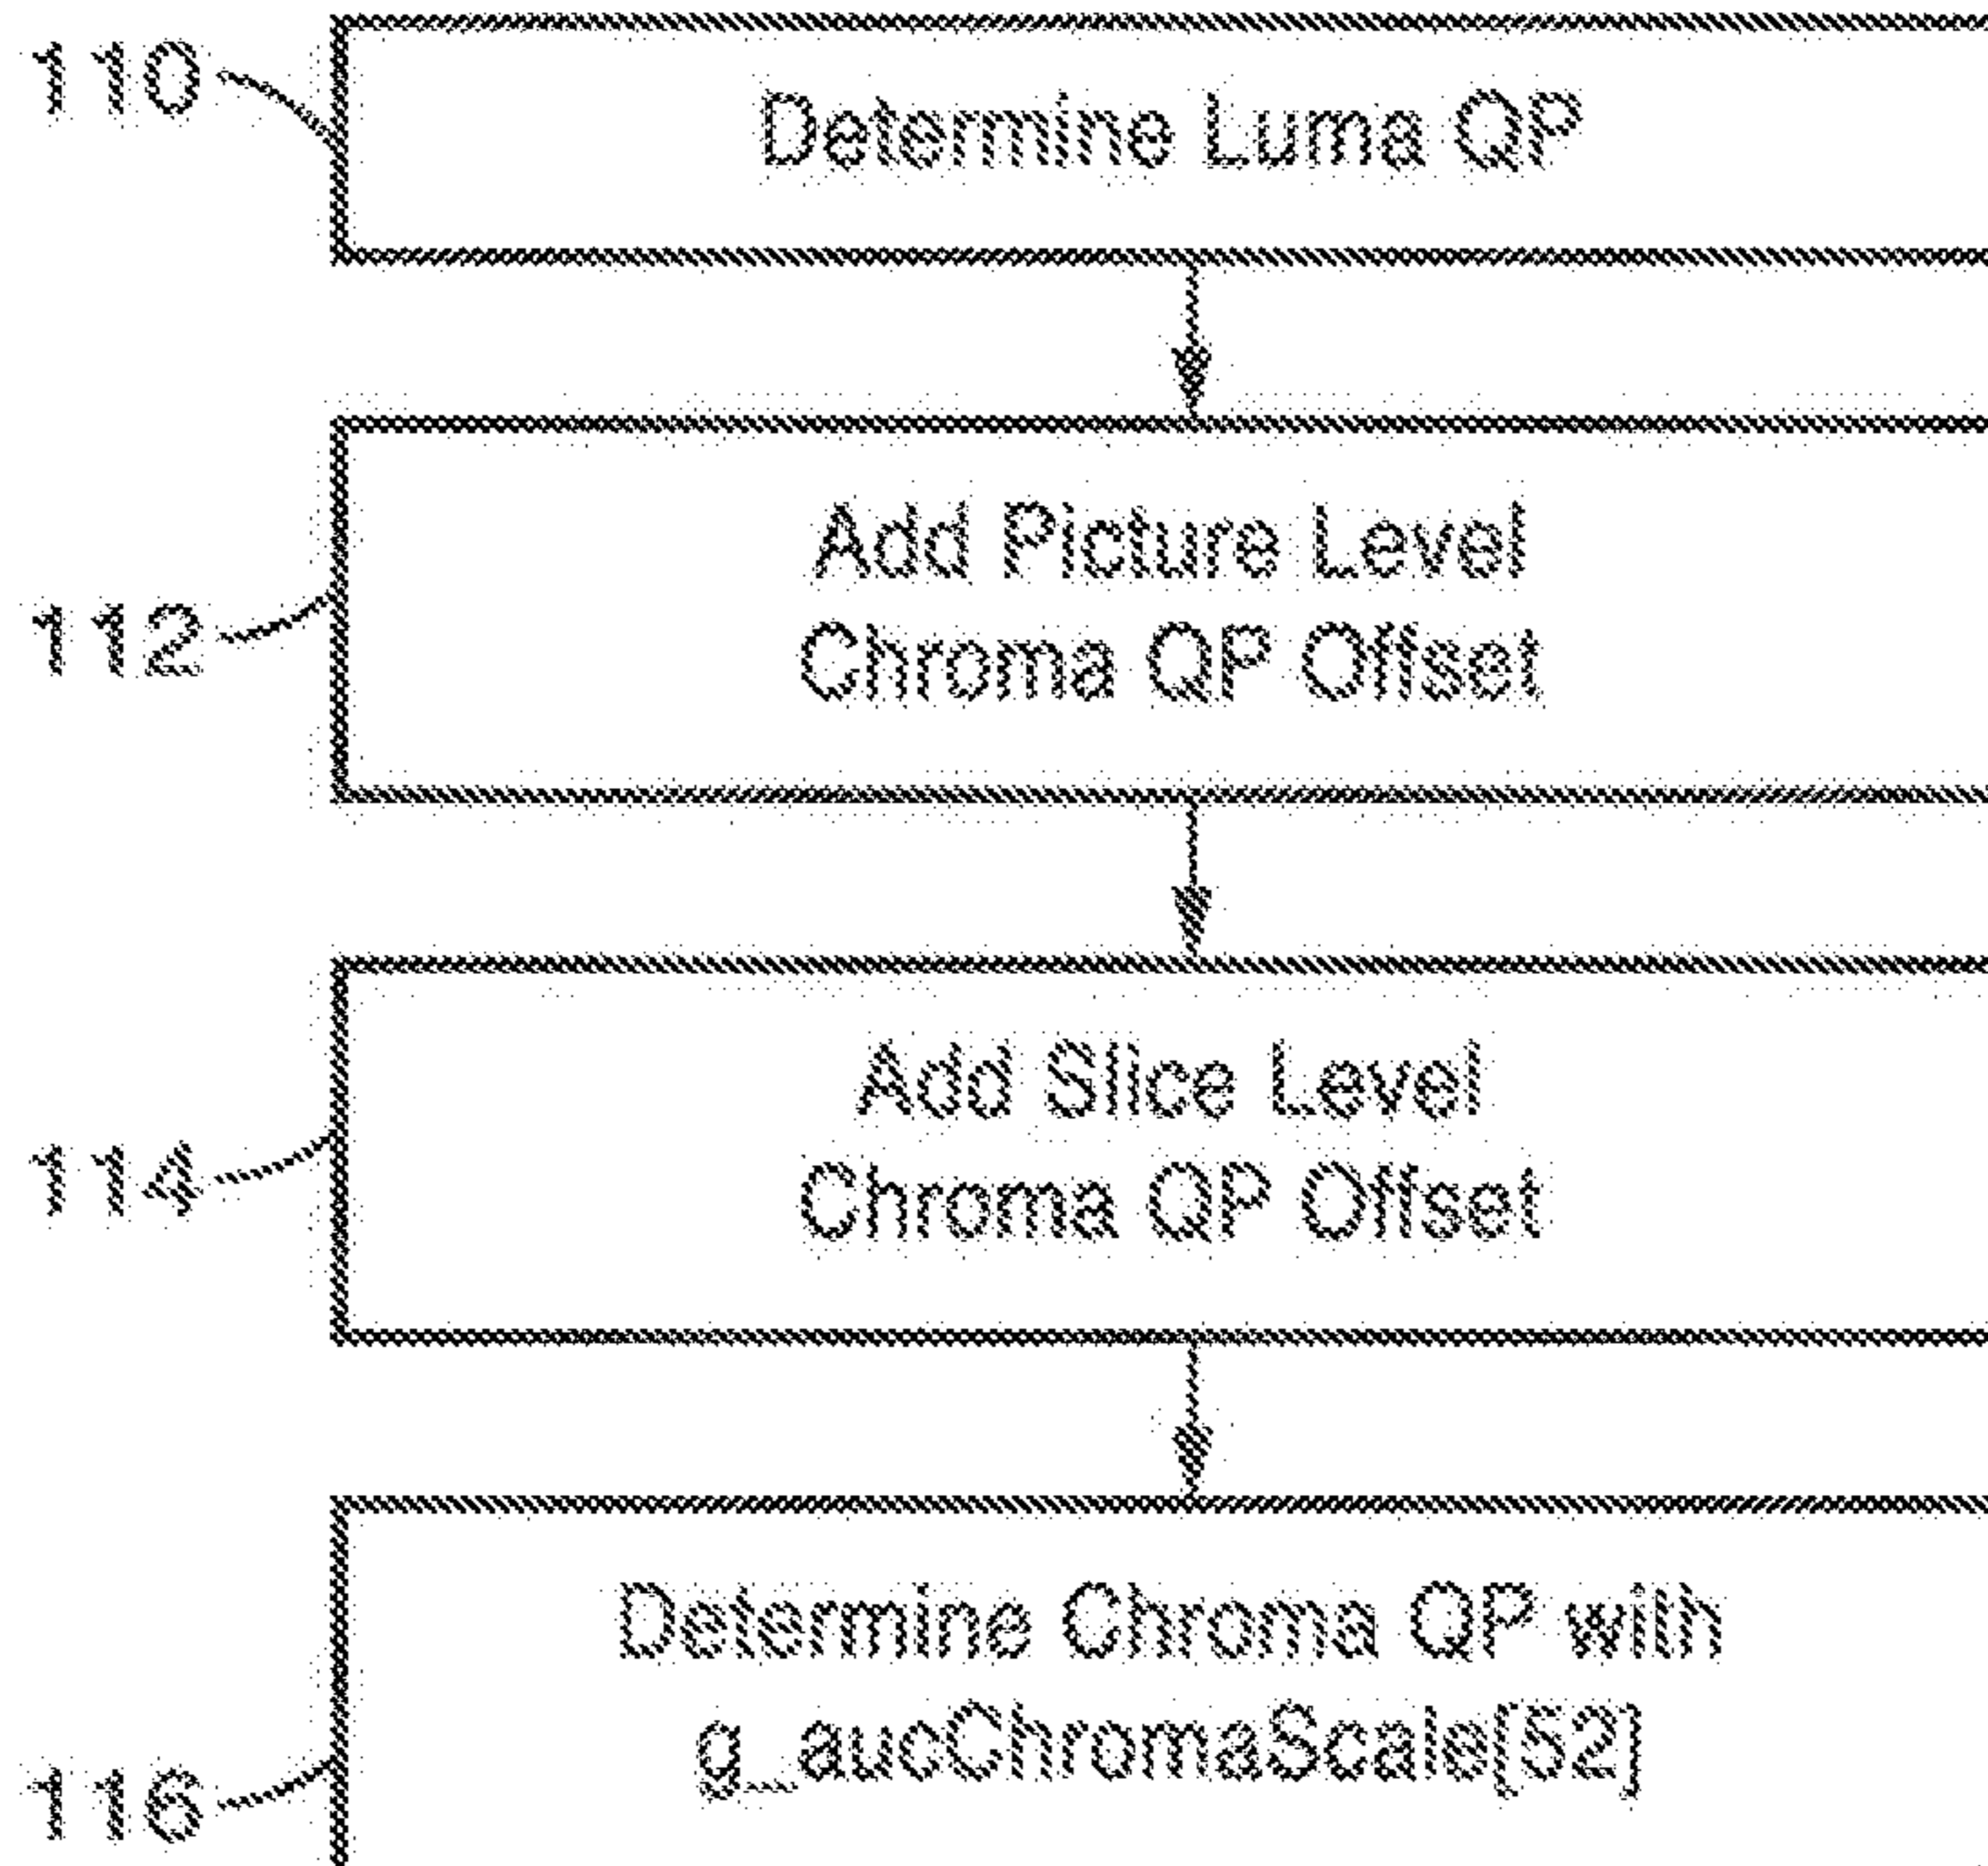 110
Determine Luma QP
112
Add Picture Level
Chroma QP Offset
114
Add Slice Level
Chroma QP Offset
116
Determine Chroma QP with
g_aucChromaScale[52]